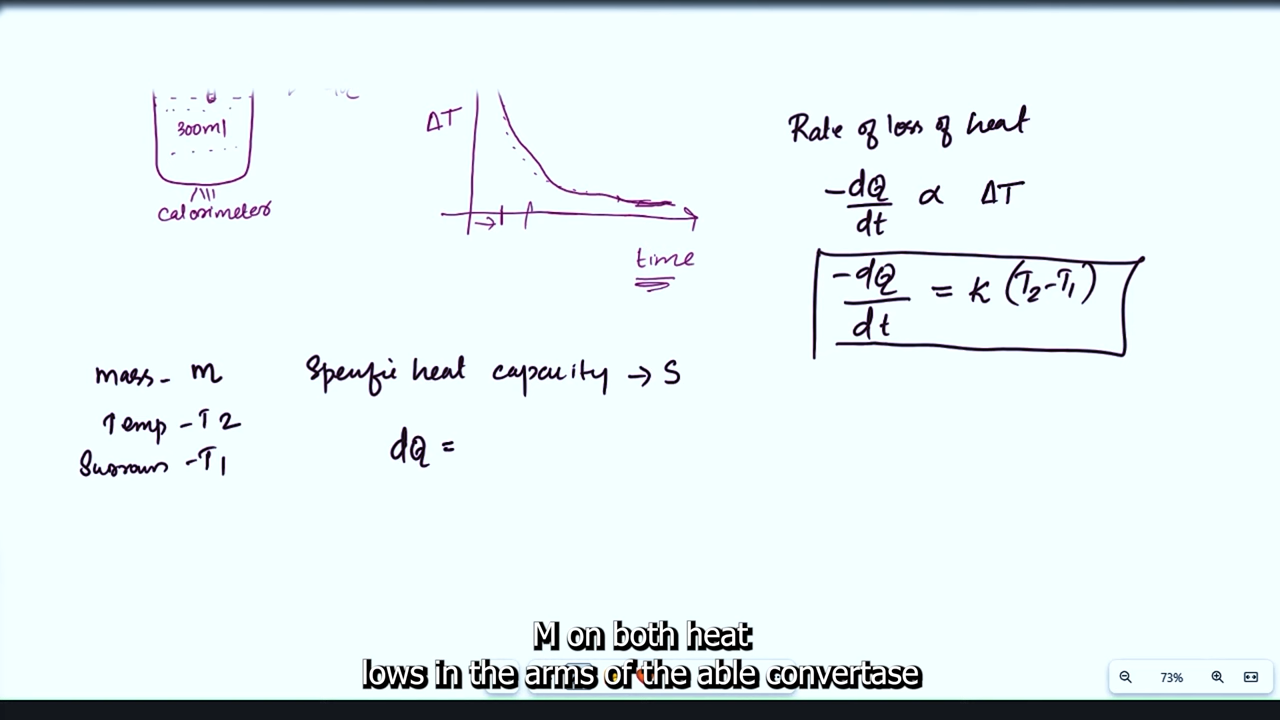 300ml
Calorimeter
ΔT
time
Rate of loss of heat
-dQ/dt ∝ ΔT
-dQ/dt = K (T2-T1)
mass - m
Specific heat capacity → S
Temp - T2
dQ =
- T1
M on both heat
lows in the arms of the able convertase
73%